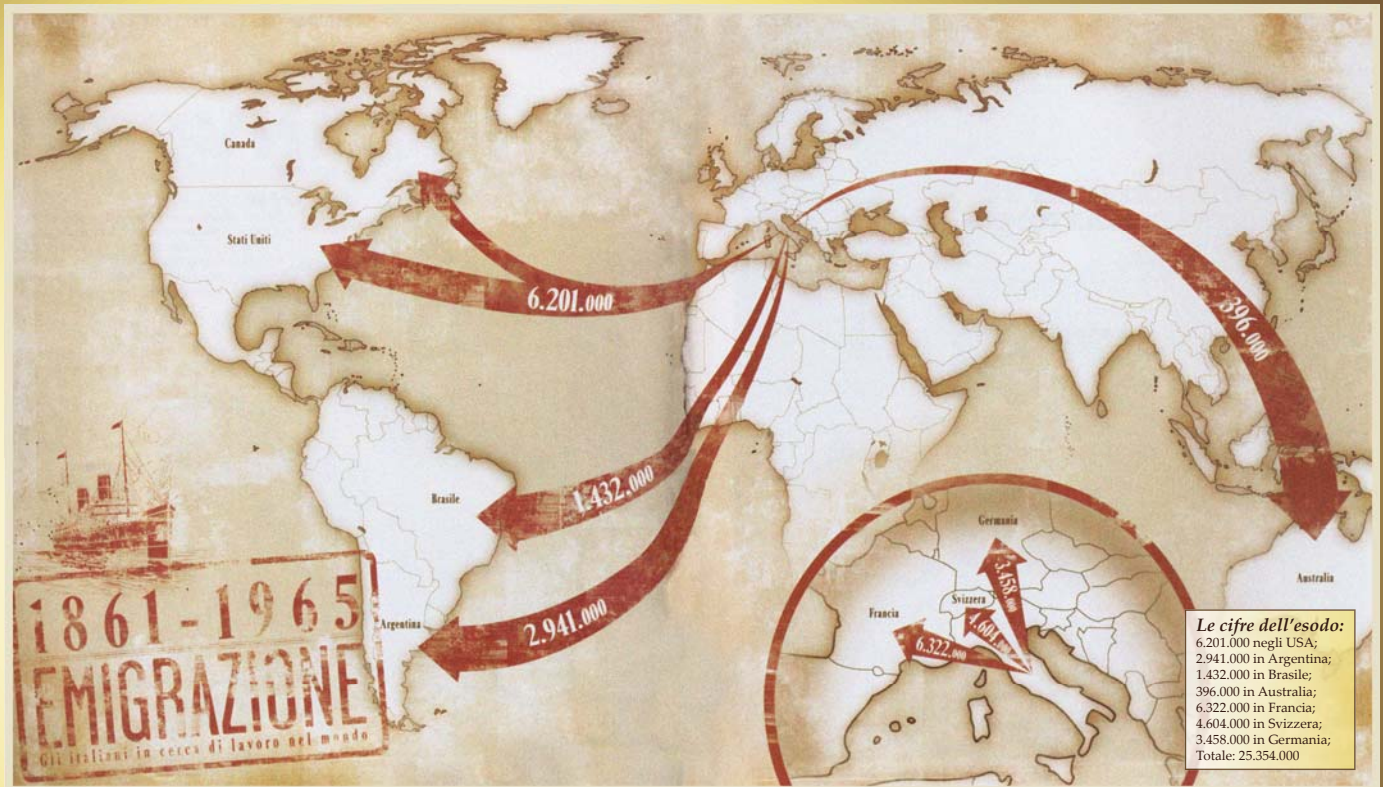 Canada
Stati Uniti
6.201.000
396.000
Brasile
1.432.000
2.941.000
Argentina
1861-1965
EMIGRAZIONE
Gli italiani in cerca di lavoro nel mondo
Germania
3.458.000
Svizzera
4.604.000
Francia
6.322.000
Australia
Le cifre dell'esodo:
6.201.000 negli USA;
2.941.000 in Argentina;
1.432.000 in Brasile;
396.000 in Australia;
6.322.000 in Francia;
4.604.000 in Svizzera;
3.458.000 in Germania;
Totale: 25.354.000